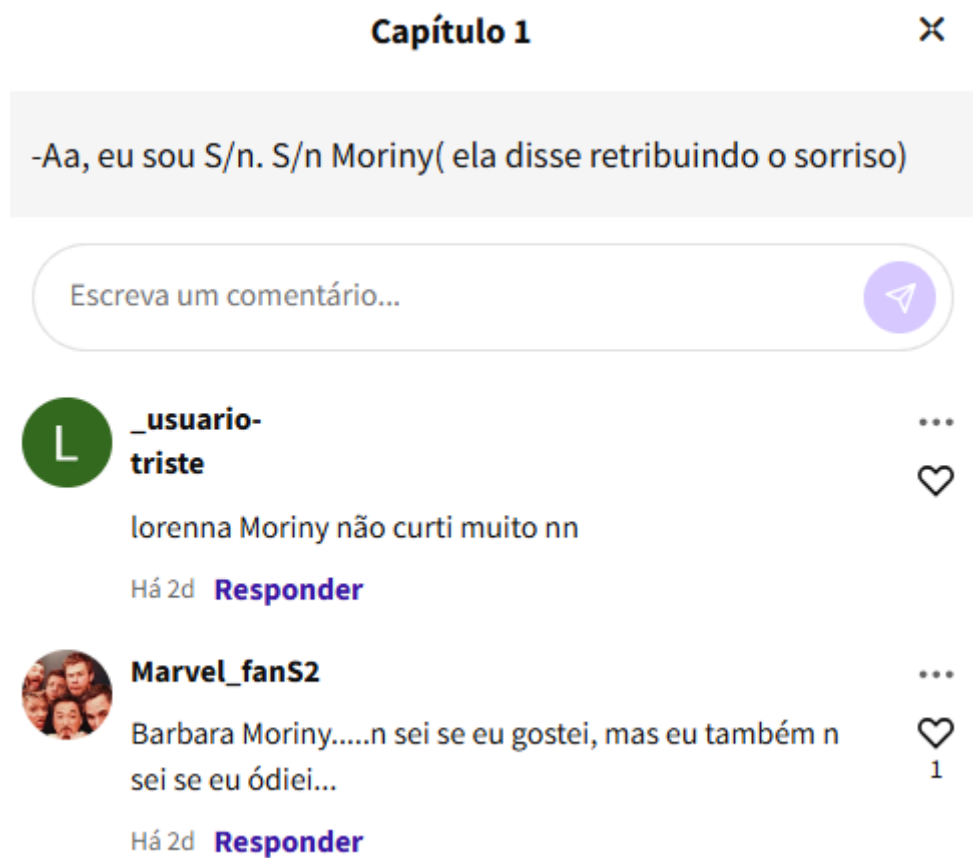 Capítulo 1
-Aa, eu sou S/n. S/n Moriny( ela disse retribuindo o sorriso)
Escreva um comentário...
L
_usuario-
triste
lorenna Moriny não curti muito nn
Há 2d Responder
Marvel_fanS2
Barbara Moriny.....n sei se eu gostei, mas eu também n
sei se eu ódiei...
1
Há 2d Responder